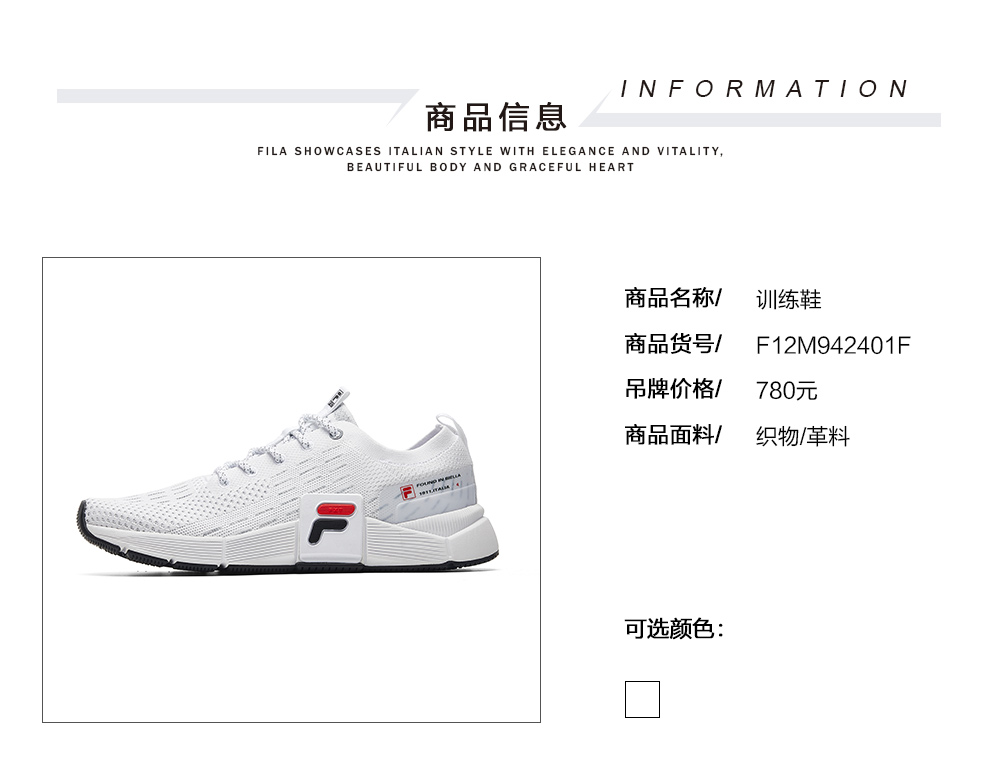 INFORMATION
商品信息
FILA SHOWCASES ITALIAN STYLE WITH ELEGANCE AND VITALITY,
BEAUTIFUL BODY AND GRACEFUL HEART
商品名称/ 训练鞋
商品货号/ F12M942401F
吊牌价格/ 780元
商品面料/ 织物/革料
FOUND IN BIELLA
1911.ITALIA
可选颜色：